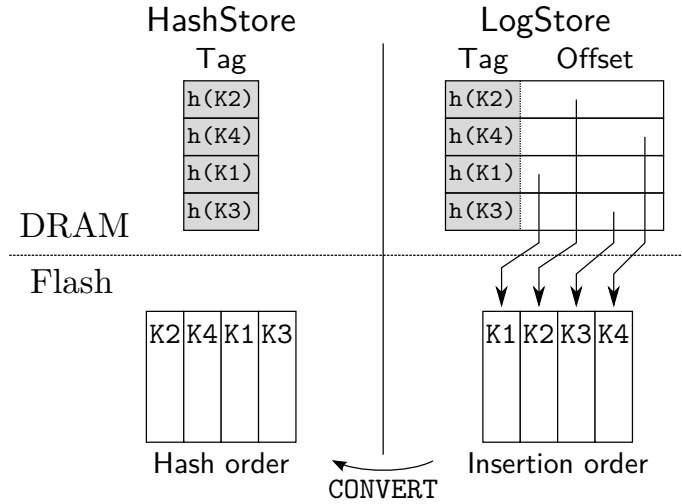 HashStore LogStore
Tag Tag Offset
h(K2) h(K2)
h(K4) h(K4)
h(K1) h(K1)
h(K3) h(K3)
DRAM
Flash
K2 K4 K1 K3 K1 K2 K3 K4
Hash order Insertion order
CONVERT